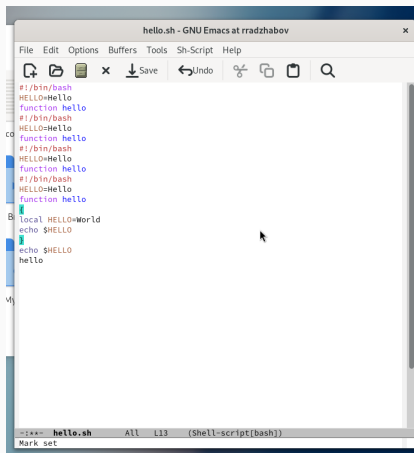 hello.sh - GNU Emacs at rradzhabov ×
File Edit Options Buffers Tools Sh-Script Help
Save Undo
#!/bin/bash
HELLO=Hello
function hello
#!/bin/bash
HELLO=Hello
function hello
#!/bin/bash
HELLO=Hello
function hello
#!/bin/bash
HELLO=Hello
function hello
{
local HELLO=World
echo $HELLO
}
echo $HELLO
hello
-:**- hello.sh All L13 (Shell-script[bash])
Mark set
co
B
My